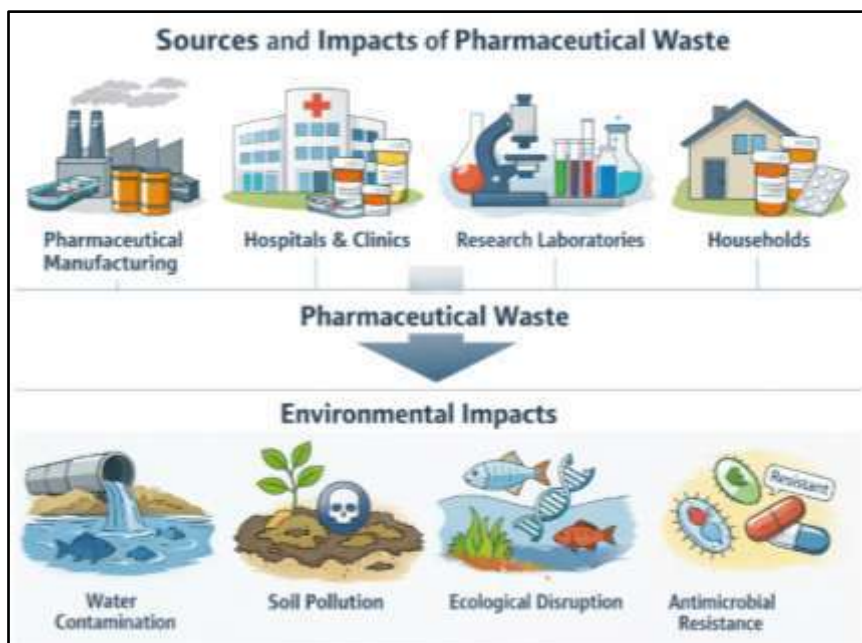 Sources and Impacts of Pharmaceutical Waste
Pharmaceutical
Manufacturing
Hospitals & Clinics
Research Laboratories
Households
Pharmaceutical Waste
Environmental Impacts
Resistant
Water
Contamination
Soil Pollution
Ecological Disruption
Antimicrobial
Resistance